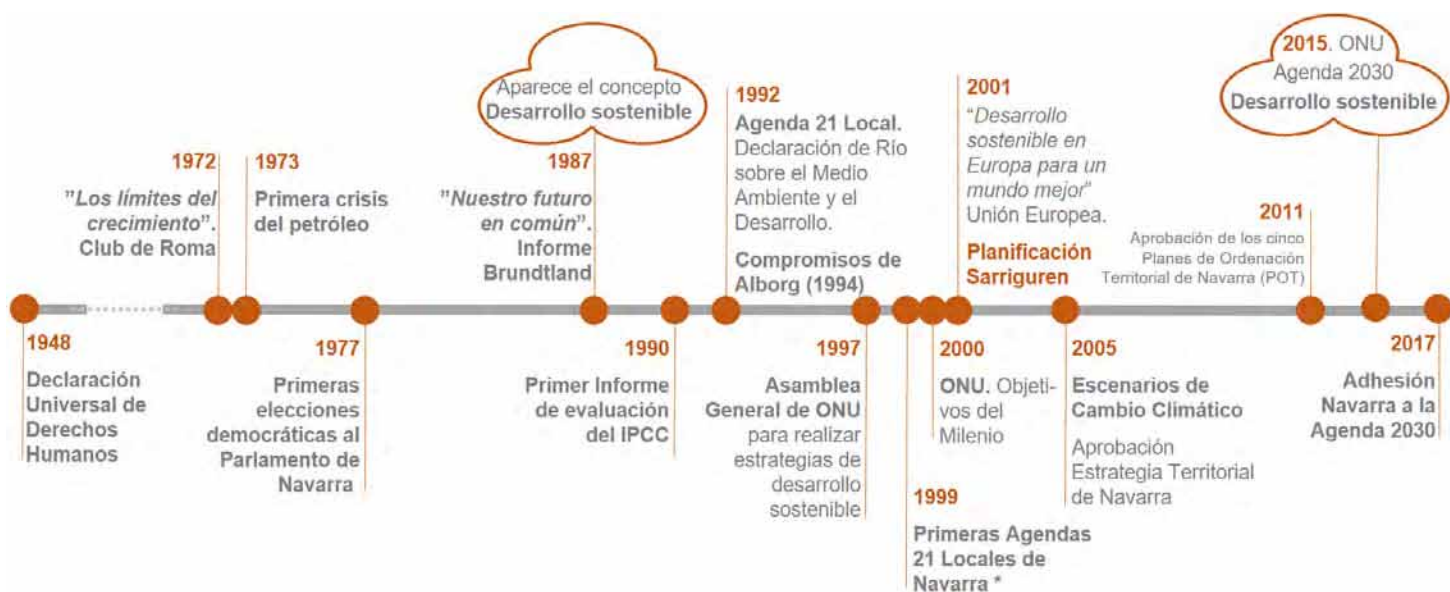 1948
Declaración
Universal de
Derechos
Humanos
1972
"Los límites del
crecimiento".
Club de Roma
1973
Primera crisis
del petróleo
1977
Primeras
elecciones
democráticas al
Parlamento de
Navarra
Aparece el concepto
Desarrollo sostenible
1987
"Nuestro futuro
en común".
Informe
Brundtland
1990
Primer Informe
de evaluación
del IPCC
1992
Agenda 21 Local.
Declaración de Río
sobre el Medio
Ambiente y el
Desarrollo.
Compromisos de
Alborg (1994)
1997
Asamblea
General de ONU
para realizar
estrategias de
desarrollo
sostenible
1999
Primeras Agendas
21 Locales de
Navarra *
2000
ONU. Objeti-
vos del
Milenio
2001
"Desarrollo
sostenible en
Europa para un
mundo mejor"
Unión Europea.
Planificación
Sarriguren
2005
Escenarios de
Cambio Climático
Aprobación
Estrategia Territorial
de Navarra
2011
Aprobación de los cinco
Planes de Ordenación
Territorial de Navarra (POT)
2015. ONU
Agenda 2030
Desarrollo sostenible
2017
Adhesión
Navarra a la
Agenda 2030